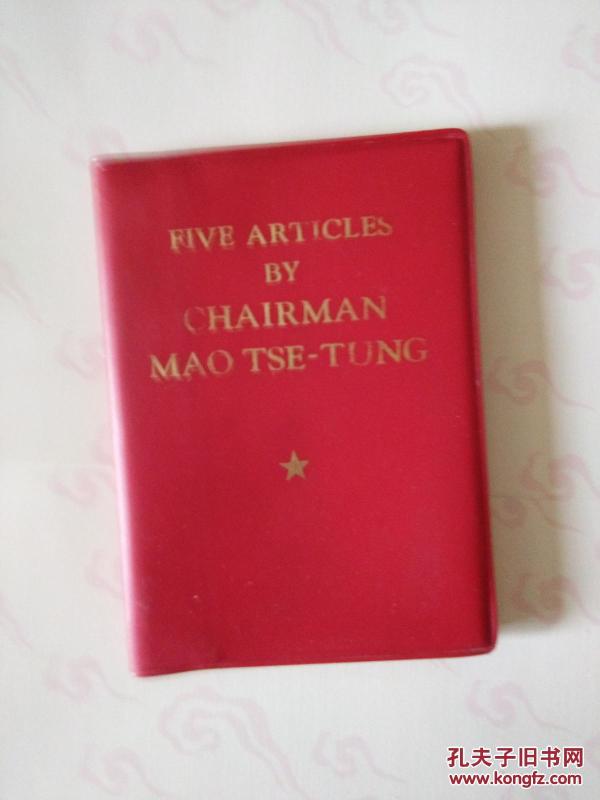 FIVE ARTICLES
BY
CHAIRMAN
MAO TSE-TUNG
孔夫子旧书网
www.kongfz.com